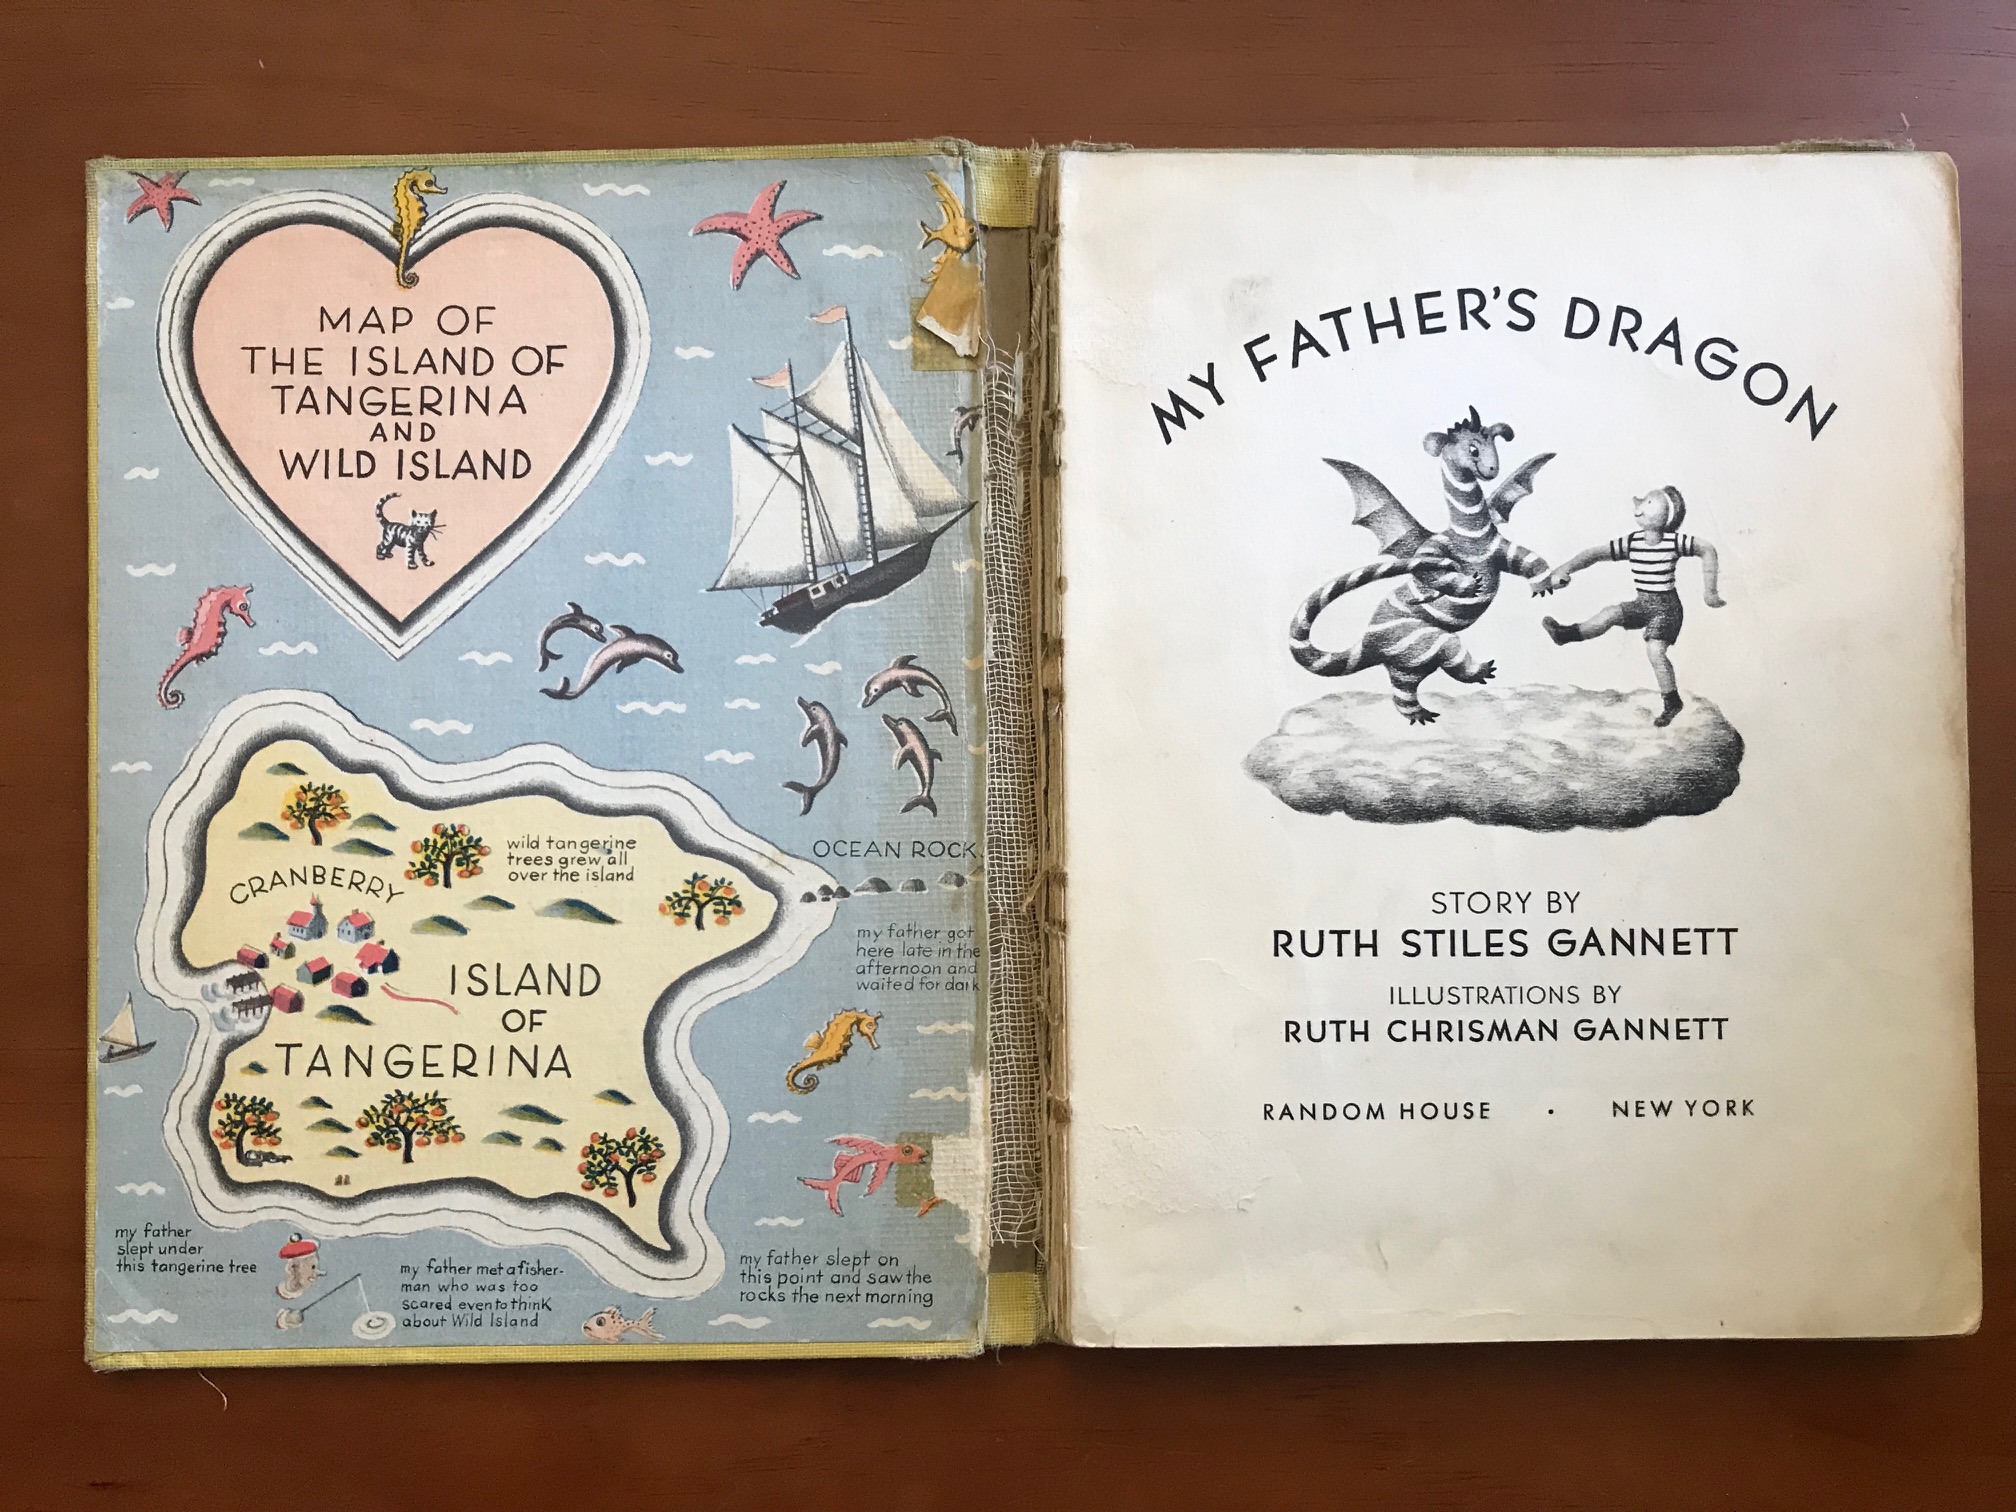 MAP OF
THE ISLAND OF
TANGERINA
AND
WILD ISLAND
OCEAN ROCK
wild tangerine
trees grew all
over the island
CRANBERRY
my father got
here late in the
afternoon and
waited for dark
ISLAND
OF
TANGERINA
my father
slept under
this tangerine tree
my father met a fisher-
man who was too
scared even to think
about Wild Island
my father slept on
this point and saw the
rocks the next morning
MY FATHER'S DRAGON
STORY BY
RUTH STILES GANNETT
ILLUSTRATIONS BY
RUTH CHRISMAN GANNETT
RANDOM HOUSE · NEW YORK